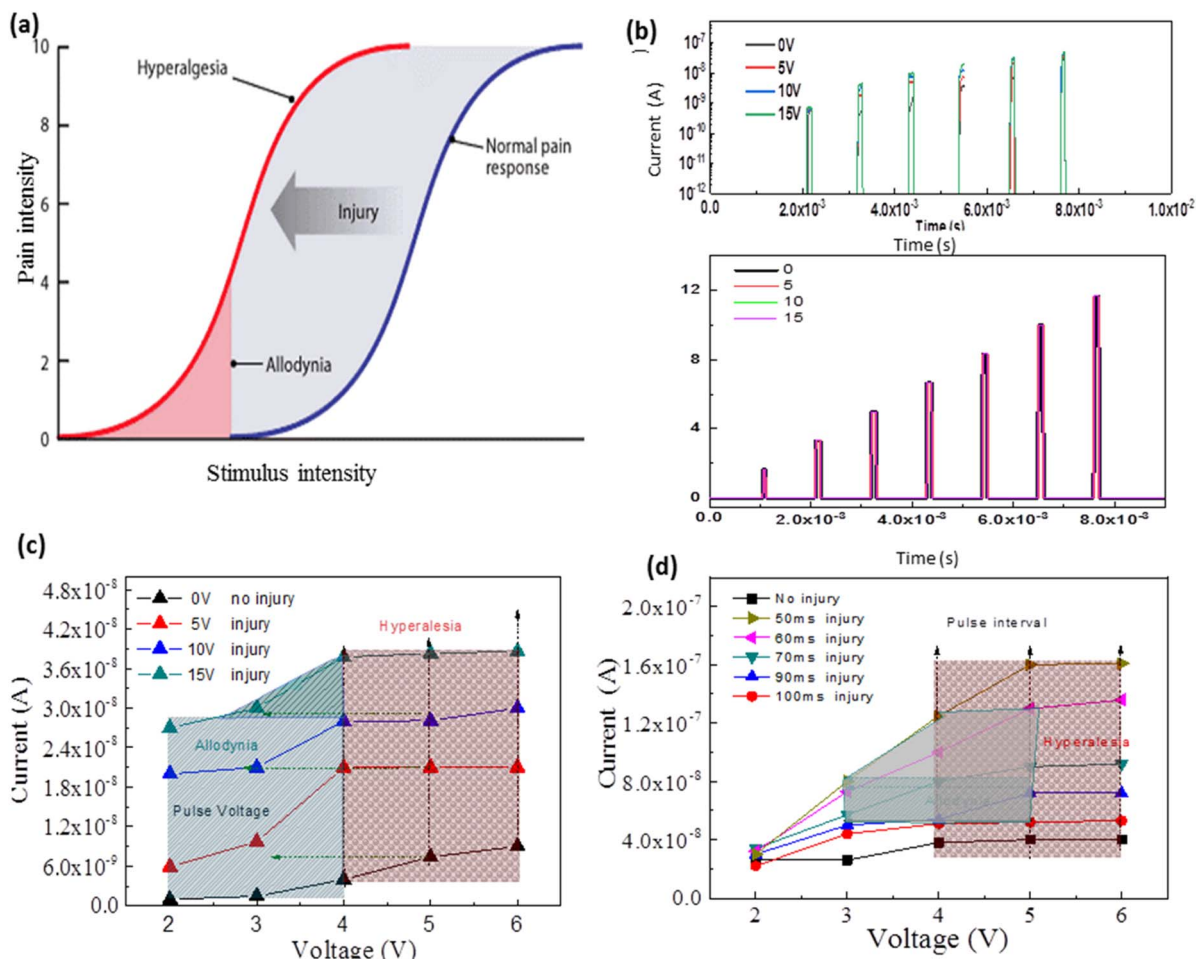 (a)
10
8
6
4
2
0
Pain intensity
Hyperalgesia
Normal pain
response
Injury
Allodynia
Stimulus intensity
(b)
)
10⁻⁷
10⁻⁸
10⁻⁹
10⁻¹⁰
10⁻¹¹
10⁻¹²
Current (A)
0V
5V
10V
15V
0.0 2.0x10⁻³ 4.0x10⁻³ 6.0x10⁻³ 8.0x10⁻³ 1.0x10⁻²
Time (s)
Time (s)
12
8
4
0
0
5
10
15
0.0 2.0x10⁻³ 4.0x10⁻³ 6.0x10⁻³ 8.0x10⁻³
Time (s)
(c)
4.8x10⁻⁸
3.6x10⁻⁸
3.0x10⁻⁸
2.4x10⁻⁸
1.8x10⁻⁸
1.2x10⁻⁸
6.0x10⁻⁹
0.0
Current (A)
0V no injury
5V injury
10V injury
15V injury
Hyperalesia
Allodynia
Pulse Voltage
2 3 4 5 6
Voltage (V)
(d)
2.0x10⁻⁷
1.6x10⁻⁷
1.2x10⁻⁷
8.0x10⁻⁸
4.0x10⁻⁸
0.0
Current (A)
No injury
50ms injury
60ms injury
70ms injury
90ms injury
100ms injury
Pulse interval
Hyperalesia
2 3 4 5 6
Voltage (V)